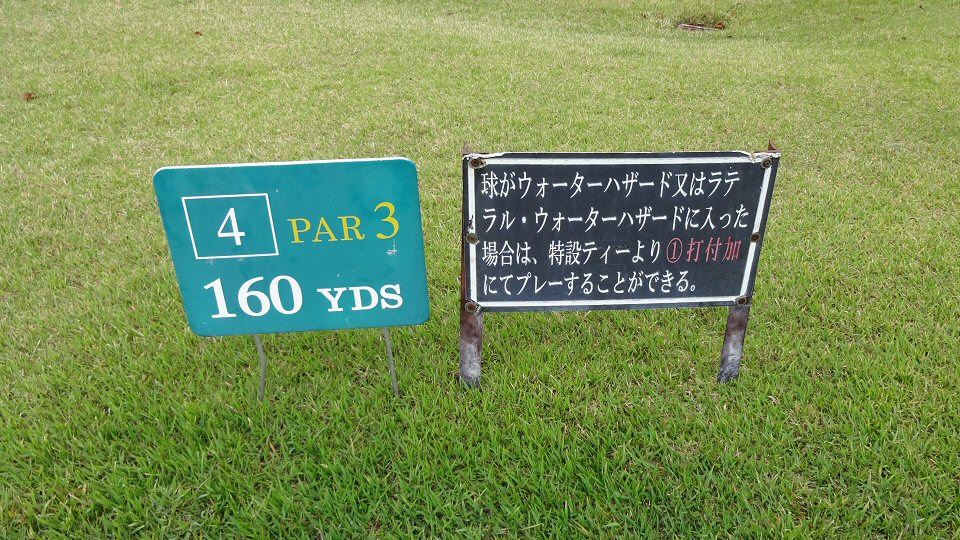 4 PAR 3
160 YDS
球がウォーターハザード又はラテ
ラル・ウォーターハザードに入った
場合は、特設ティーより①打付加
にてプレーすることができる。